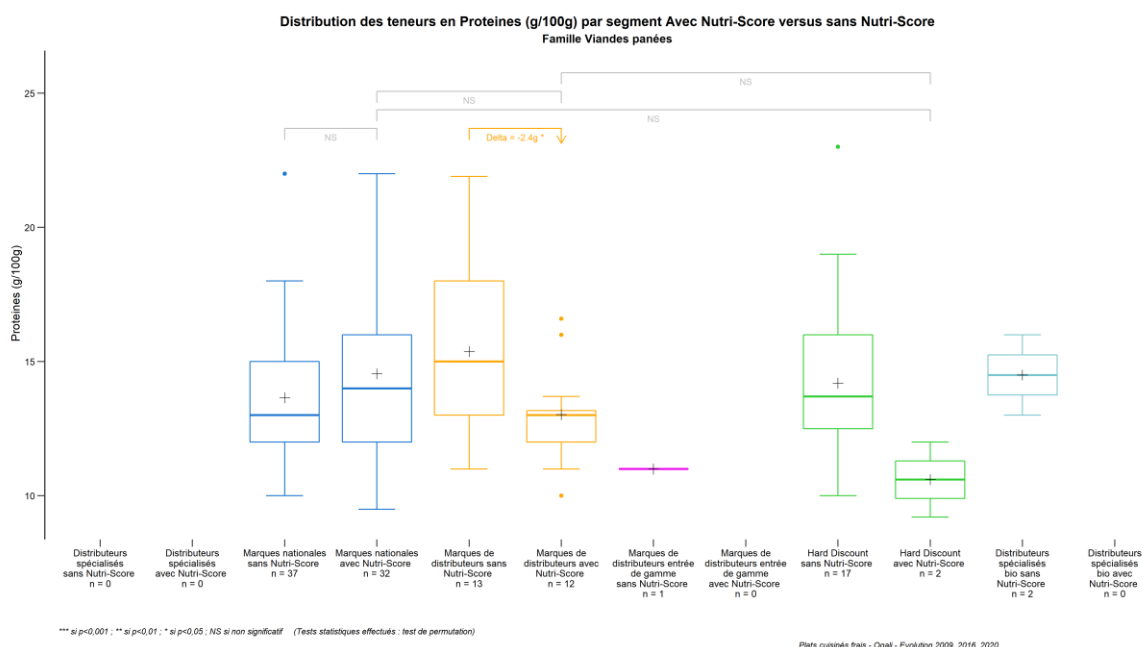 Distribution des teneurs en Proteines (g/100g) par segment Avec Nutri-Score versus sans Nutri-Score
Famille Viandes panées
25
20
15
10
Proteines (g/100g)
NS
NS
NS
NS
Delta = -2.4g *
Distributeurs
spécialisés
sans Nutri-Score
n = 0
Distributeurs
spécialisés
avec Nutri-Score
n = 0
Marques nationales
sans Nutri-Score
n = 37
Marques nationales
avec Nutri-Score
n = 32
Marques de
distributeurs sans
Nutri-Score
n = 13
Marques de
distributeurs avec
Nutri-Score
n = 12
Marques de
distributeurs entrée
de gamme
sans Nutri-Score
n = 1
Marques de
distributeurs entrée
de gamme
avec Nutri-Score
n = 0
Hard Discount
sans Nutri-Score
n = 17
Hard Discount
avec Nutri-Score
n = 2
Distributeurs
spécialisés
bio sans
Nutri-Score
n = 2
Distributeurs
spécialisés
bio avec
Nutri-Score
n = 0
*** si p<0,001 ; ** si p<0,01 ; * si p<0,05 ; NS si non significatif (Tests statistiques effectués : test de permutation)
Plats cuisinés frais - Oqali - Evolution 2009, 2016, 2020